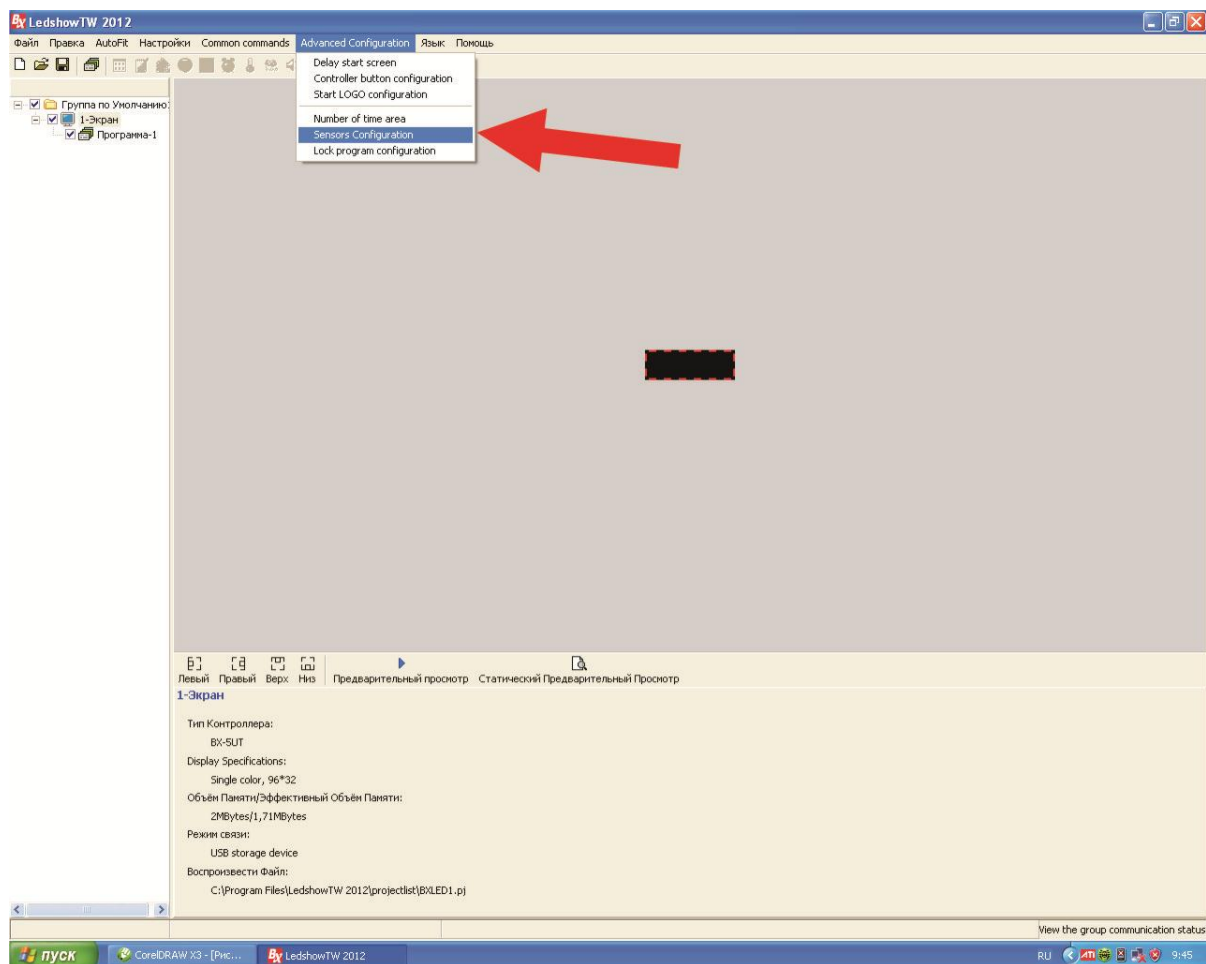 LedshowTW 2012
Файл Правка AutoFit Настройки Common commands Advanced Configuration Язык Помощь
Delay start screen
Controller button configuration
Start LOGO configuration
Number of time area
Sensors Configuration
Lock program configuration
Группа по Умолчанию
1-Экран
Программа-1
Левый Правый Верх Низ Предварительный просмотр Статический Предварительный Просмотр
1-Экран
Тип Контроллера:
BX-5UT
Display Specifications:
Single color, 96*32
Объём Памяти/Эффективный Объём Памяти:
2MBytes/1,71MBytes
Режим связи:
USB storage device
Воспроизвести Файл:
C:\Program Files\LedshowTW 2012\projectlist\BXLED1.pj
View the group communication status
пуск CorelDRAW X3 - [Рис... LedshowTW 2012 RU ATI 9:45